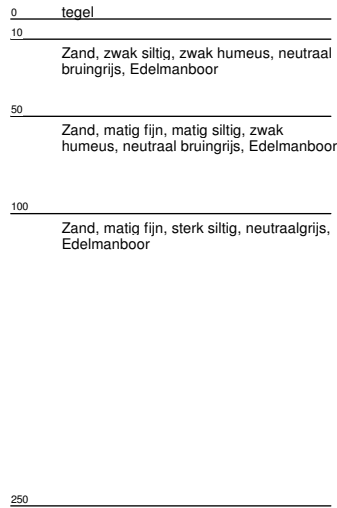 0 tegel
10
Zand, zwak siltig, zwak humeus, neutraal
bruingrijs, Edelmanboor
50
Zand, matig fijn, matig siltig, zwak
humeus, neutraal bruingrijs, Edelmanboor
100
Zand, matig fijn, sterk siltig, neutraalgrijs,
Edelmanboor
250